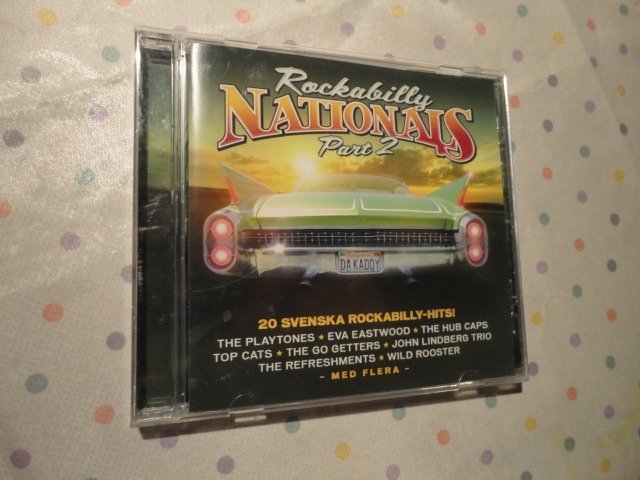 Rockabilly
NATIONALS
Part 2
DA KADDY
20 SVENSKA ROCKABILLY-HITS!
THE PLAYTONES ★ EVA EASTWOOD ★ THE HUB CAPS
TOP CATS ★ THE GO GETTERS ★ JOHN LINDBERG TRIO
THE REFRESHMENTS ★ WILD ROOSTER
- MED FLERA -